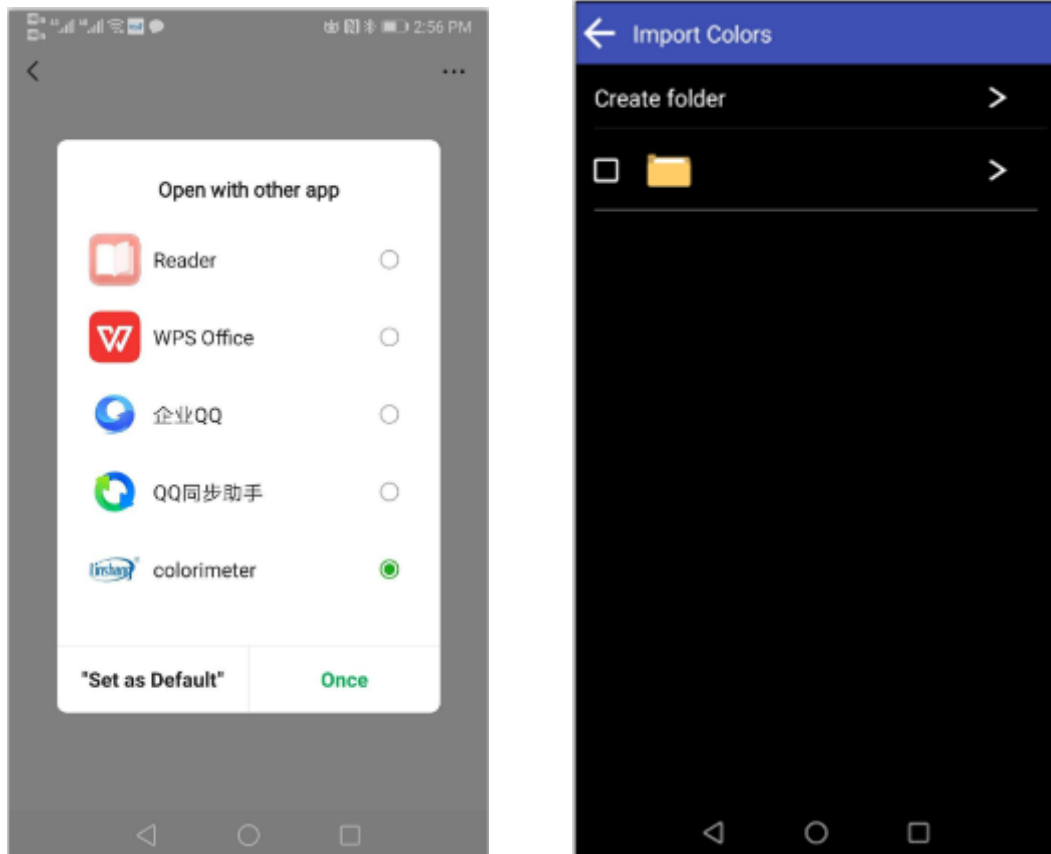 2:56 PM
Open with other app
Reader
WPS Office
企业QQ
QQ同步助手
Linshang® colorimeter
"Set as Default" Once
Import Colors
Create folder